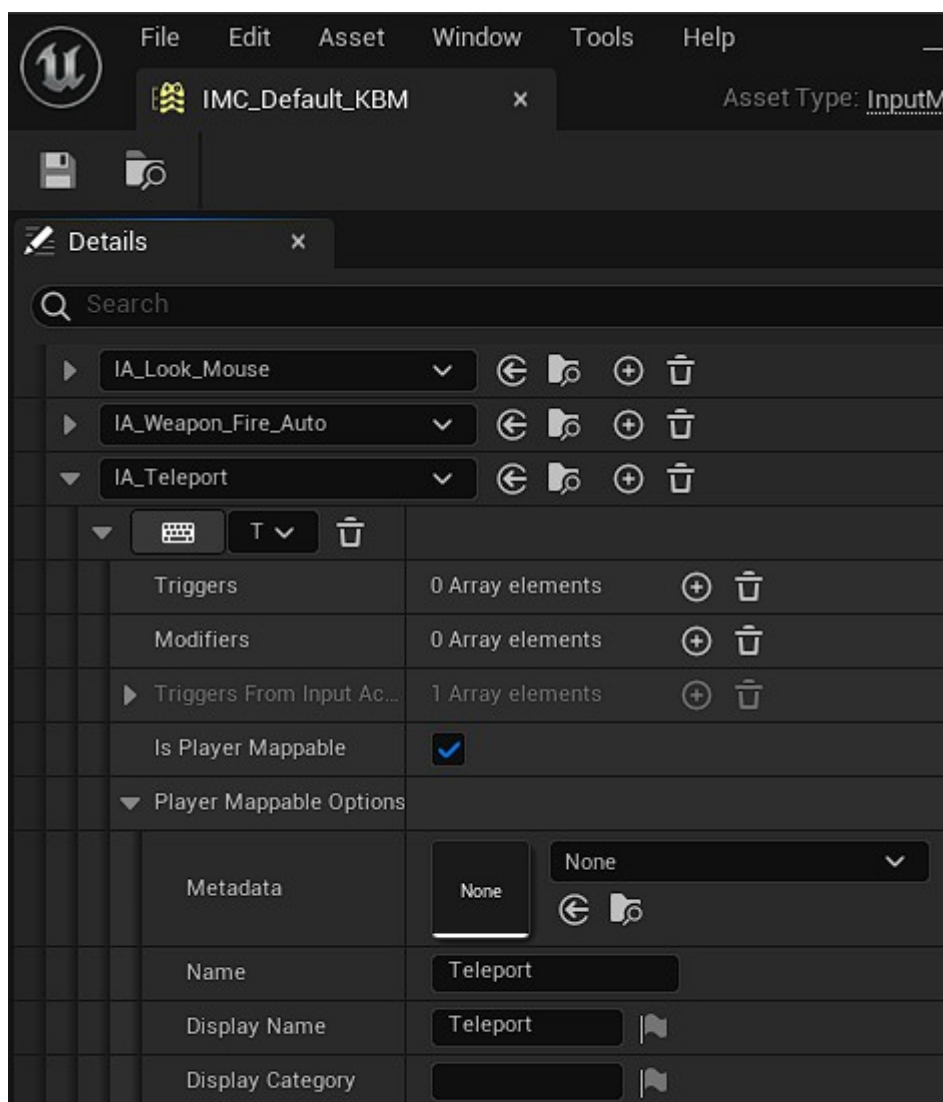 File Edit Asset Window Tools Help
IMC_Default_KBM
Asset Type: InputM
Details
Search
IA_Look_Mouse
IA_Weapon_Fire_Auto
IA_Teleport
T
Triggers 0 Array elements
Modifiers 0 Array elements
Triggers From Input Ac... 1 Array elements
Is Player Mappable
Player Mappable Options
None
Metadata None
Name Teleport
Display Name Teleport
Display Category